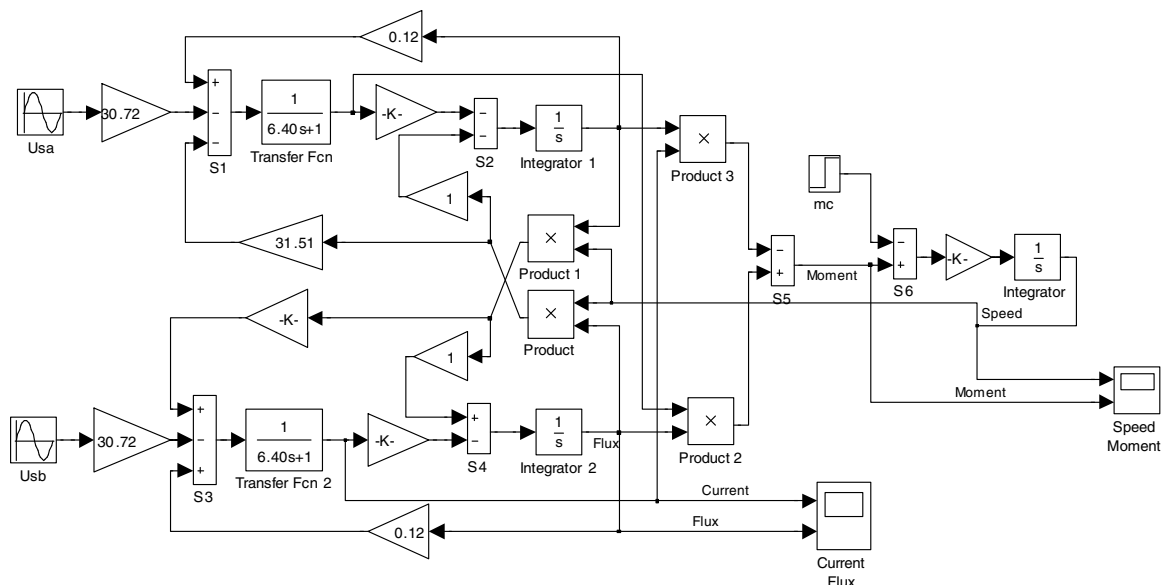 0.12
Usa
30.72
+
−
−
S1
1
6.40s+1
Transfer Fcn
-K-
−
−
S2
1
s
Integrator 1
×
Product 3
mc
1
31.51
×
Product 1
−
+
S5
Moment
−
+
S6
-K-
1
s
Integrator
Speed
-K-
×
Product
1
Usb
30.72
+
−
+
S3
1
6.40s+1
Transfer Fcn 2
-K-
+
−
S4
1
s
Integrator 2
Flux
×
Product 2
Moment
Speed
Moment
Current
0.12
Flux
Current
Flux